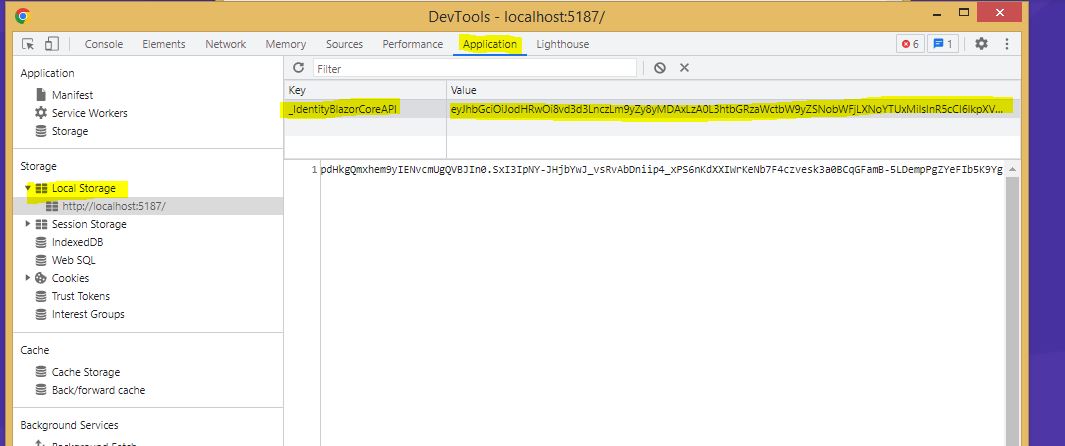 DevTools - localhost:5187/
Console Elements Network Memory Sources Performance Application Lighthouse 6 1
Application
Manifest
Service Workers
Storage
Storage
Local Storage
http://localhost:5187/
Session Storage
IndexedDB
Web SQL
Cookies
Trust Tokens
Interest Groups
Cache
Cache Storage
Back/forward cache
Background Services
Background Fetch
Filter
Key Value
_IdentityBlazorCoreAPI eyJhbGciOiJodHRwOi8vd3d3LnczLm9yZy8yMDAxLzA0L3htbGRzaWctbW9yZSNobWFjLXNoYTUxMiIsInR5cCI6IkpXV...
1 pdHkgQmxhem9yIENvcmUgQVBJIn0.SxI3IpNY-JHjbYwJ_vsRvAbDniip4_xPS6nKdXXIWrKeNb7F4czvesk3a0BCqGFamB-5LDempPgZYeFIb5K9Yg